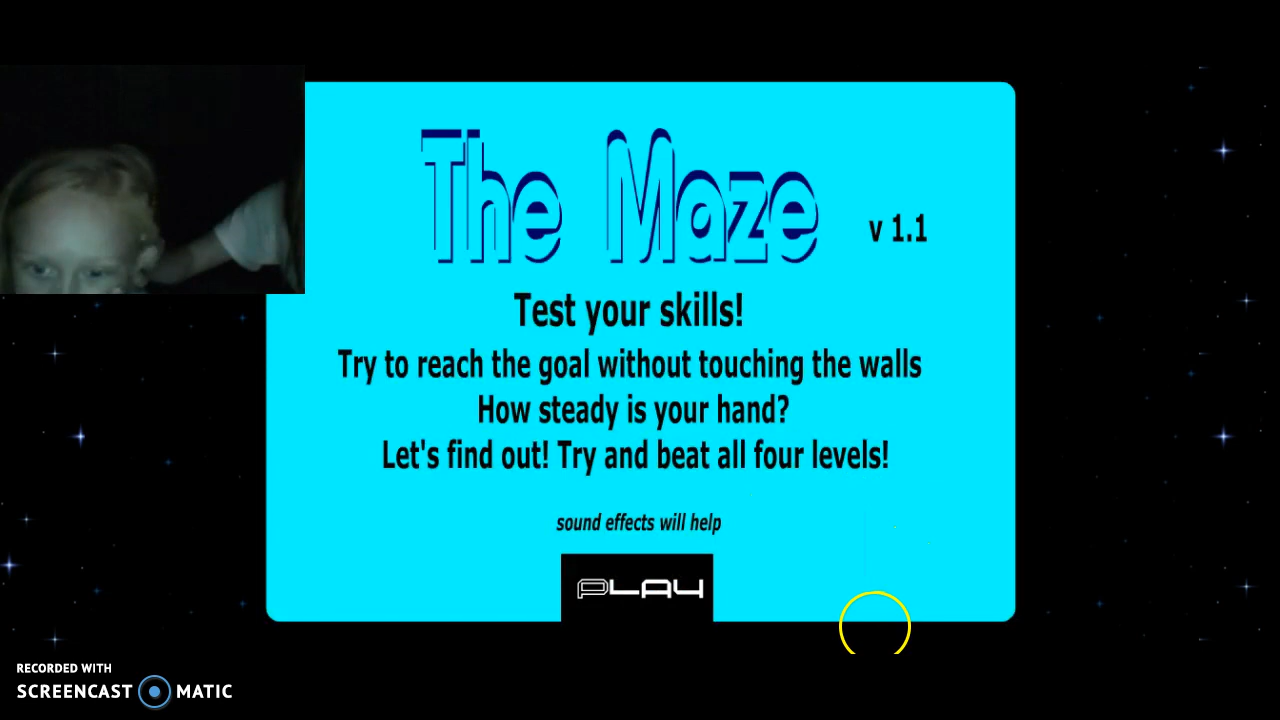 The Maze
v 1.1
Test your skills!
Try to reach the goal without touching the walls
How steady is your hand?
Let's find out! Try and beat all four levels!
sound effects will help
PLAY
RECORDED WITH
SCREENCAST MATIC